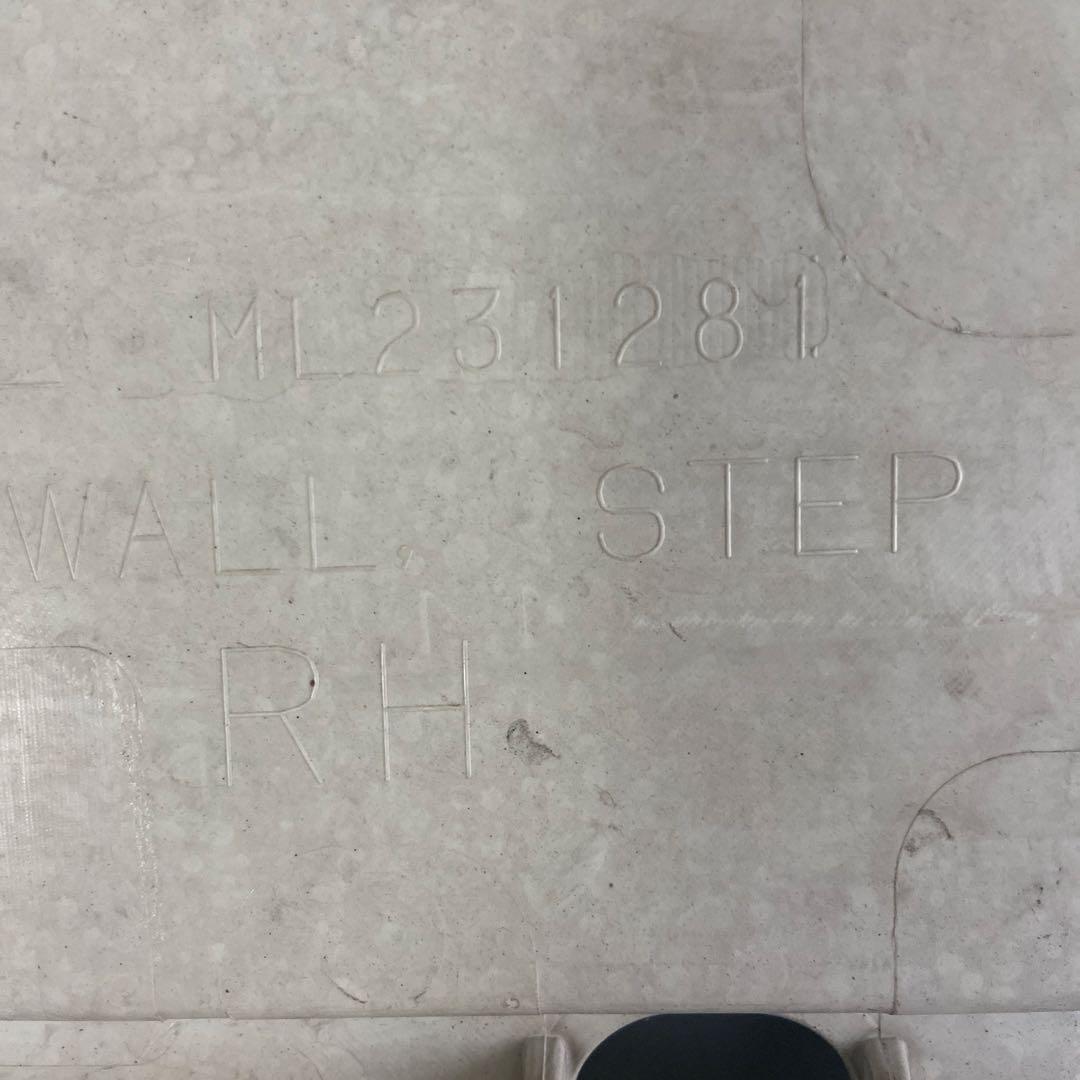 ML231281
WALL, STEP
RH